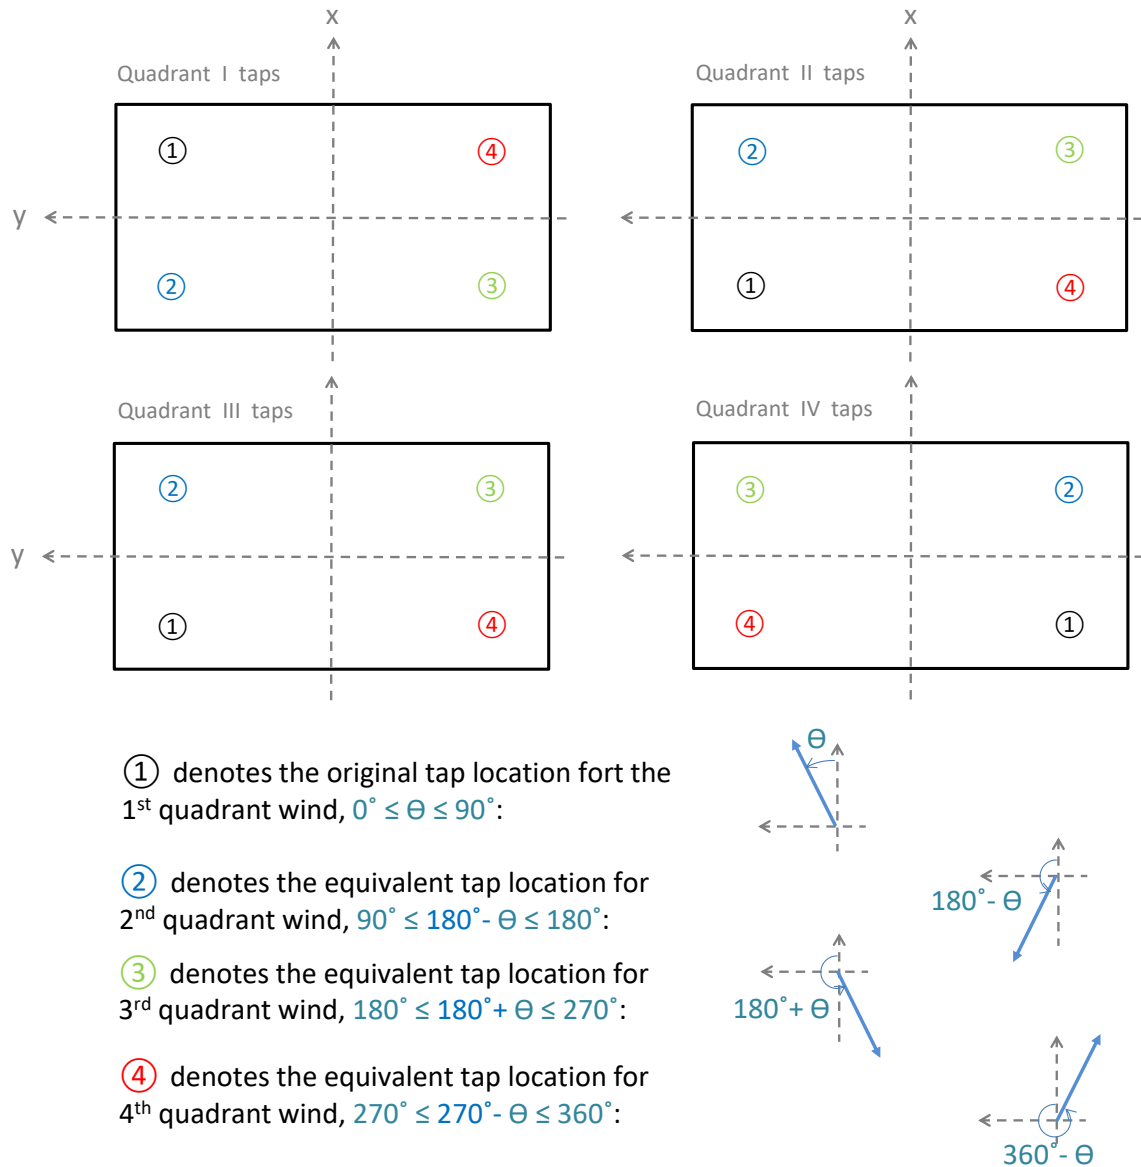 x
x
Quadrant I taps
Quadrant II taps
1
4
2
3
y
2
3
1
4
Quadrant III taps
Quadrant IV taps
2
3
3
2
y
1
4
4
1
1 denotes the original tap location fort the
1st quadrant wind, 0° ≤ Ɵ ≤ 90°:
Ɵ
2 denotes the equivalent tap location for
2nd quadrant wind, 90° ≤ 180°- Ɵ ≤ 180°:
180°- Ɵ
3 denotes the equivalent tap location for
3rd quadrant wind, 180° ≤ 180°+ Ɵ ≤ 270°:
180°+ Ɵ
4 denotes the equivalent tap location for
4th quadrant wind, 270° ≤ 270°- Ɵ ≤ 360°:
360°- Ɵ